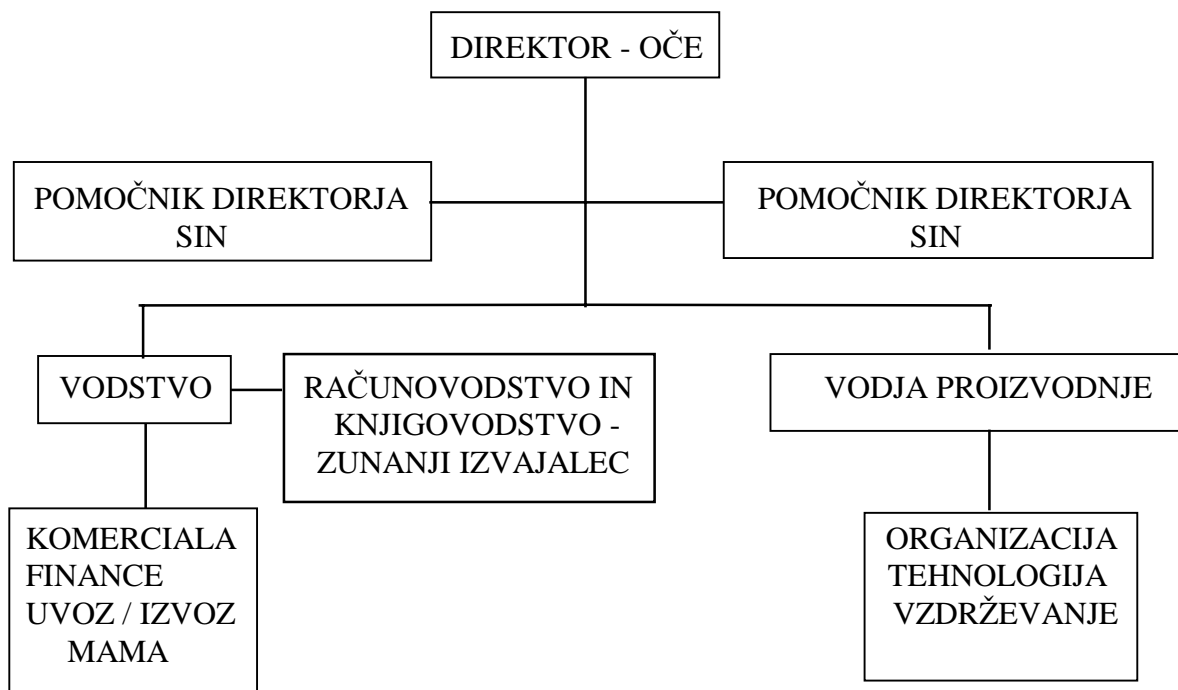 DIREKTOR - OČE
POMOČNIK DIREKTORJA
SIN
POMOČNIK DIREKTORJA
SIN
VODSTVO
RAČUNOVODSTVO IN
KNJIGOVODSTVO -
ZUNANJI IZVAJALEC
VODJA PROIZVODNJE
KOMERCIALA
FINANCE
UVOZ / IZVOZ
MAMA
ORGANIZACIJA
TEHNOLOGIJA
VZDRŽEVANJE